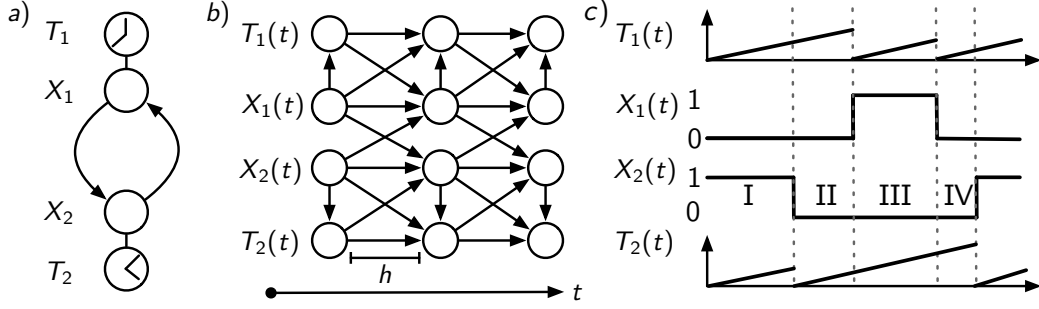 a)
T₁
X₁
X₂
T₂
b)
T₁(t)
X₁(t)
X₂(t)
T₂(t)
h
t
c)
T₁(t)
X₁(t) 1
0
X₂(t) 1
I II III IV
0
T₂(t)